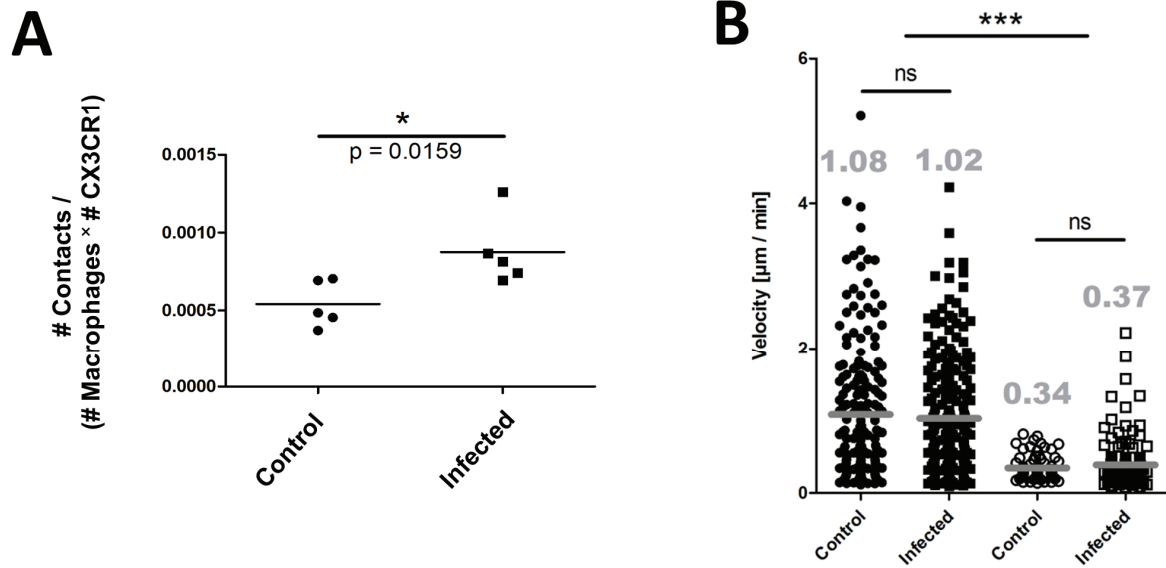 A
# Contacts /
(# Macrophages × # CX3CR1)
*
p = 0.0159
0.0015
0.0010
0.0005
0.0000
Control
Infected
B
***
ns
ns
Velocity [µm / min]
6
4
2
0
1.08
1.02
0.34
0.37
Control
Infected
Control
Infected